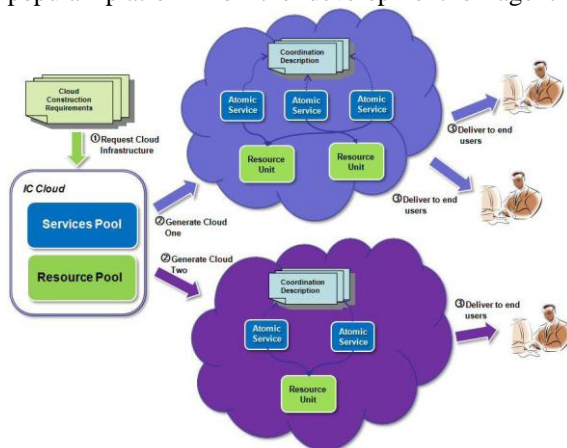 Cloud
Construction
Requirements
①Request Cloud
Infrastructure
IC Cloud
Services Pool
Resource Pool
②Generate Cloud
One
②Generate Cloud
Two
Coordination
Description
Atomic
Service
Atomic
Service
Atomic
Service
Resource
Unit
Resource
Unit
③Deliver to end
users
③Deliver to end
users
Coordination
Description
Atomic
Service
Atomic
Service
Resource
Unit
③Deliver to end
users